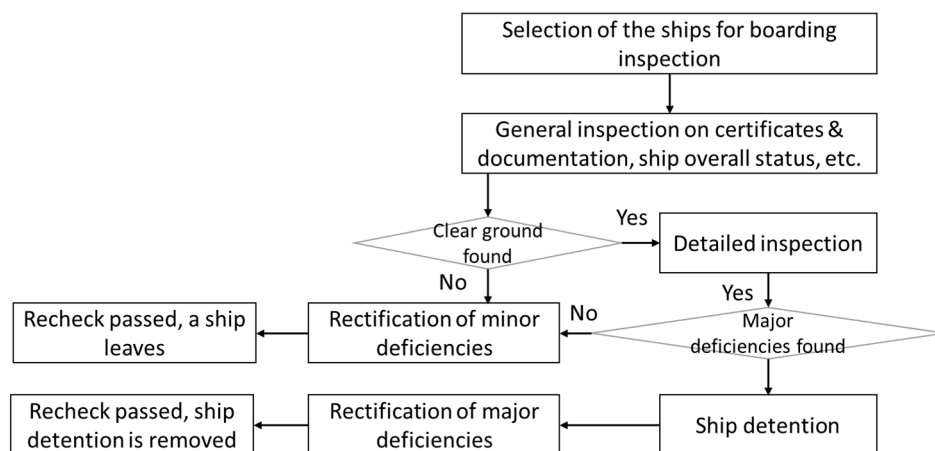 Selection of the ships for boarding
inspection
General inspection on certificates &
documentation, ship overall status, etc.
Clear ground
found
Yes
Detailed inspection
No
Yes
Recheck passed, a ship
leaves
Rectification of minor
deficiencies
No
Major
deficiencies found
Recheck passed, ship
detention is removed
Rectification of major
deficiencies
Ship detention